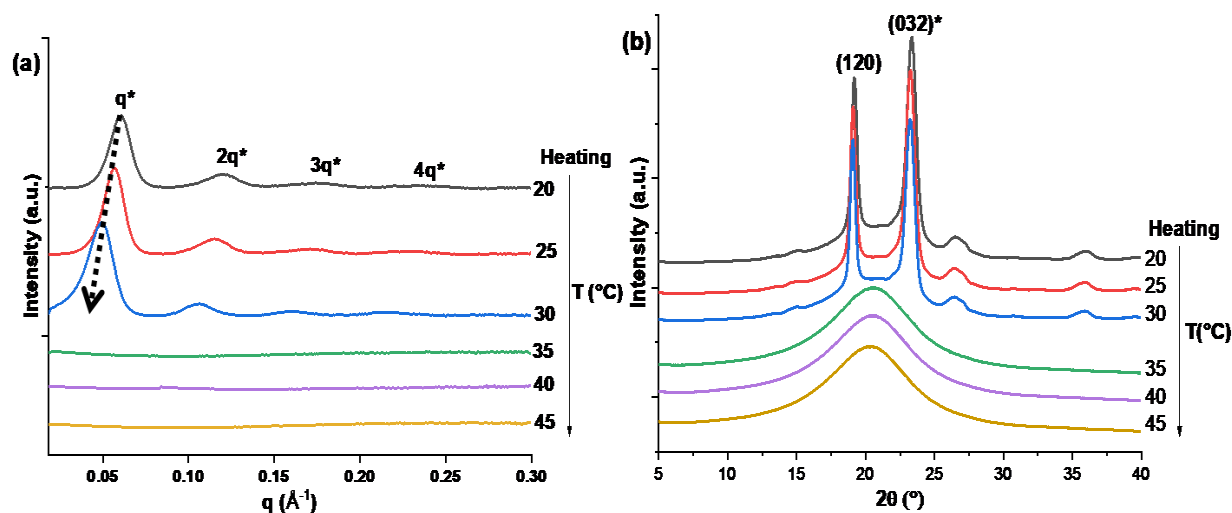 (a)
q*
2q*
3q*
4q*
Heating
20
25
T (°C)
30
35
40
45
Intensity (a.u.)
0.05 0.10 0.15 0.20 0.25 0.30
q (Å⁻¹)
(b)
(120)
(032)*
Heating
20
25
30
T(°C)
35
40
45
Intensity (a.u.)
5 10 15 20 25 30 35 40
2θ (°)